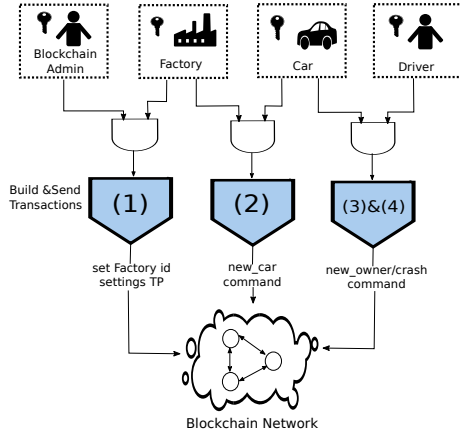 Blockchain
Admin
Factory
Car
Driver
Build &Send
Transactions
(1)
(2)
(3)&(4)
set Factory id
settings TP
new_car
command
new_owner/crash
command
Blockchain Network